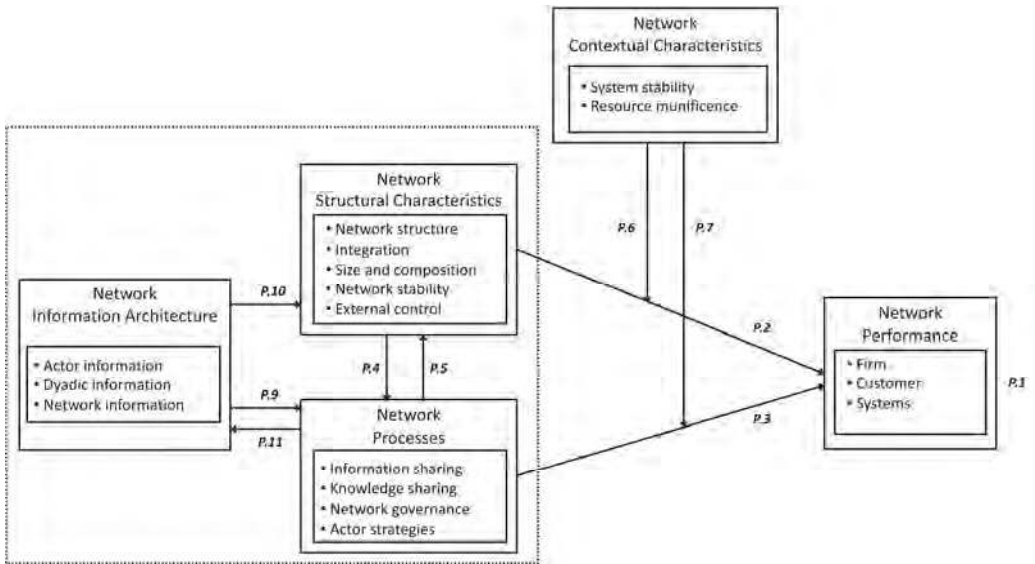 Network
Contextual Characteristics
• System stability
• Resource munificence
Network
Structural Characteristics
• Network structure
• Integration
• Size and composition
• Network stability
• External control
P.6
P.7
P.10
Network
Information Architecture
• Actor information
• Dyadic information
• Network information
P.4
P.5
P.2
Network
Performance
• Firm
• Customer
• Systems
P.1
P.9
P.11
Network
Processes
• Information sharing
• Knowledge sharing
• Network governance
• Actor strategies
P.3